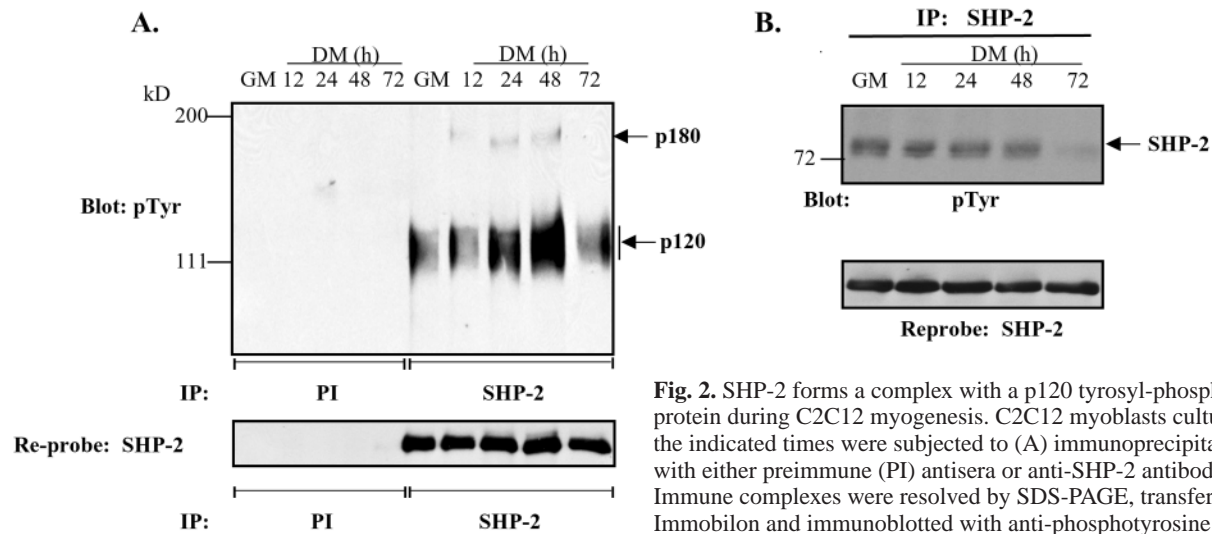 A.
DM (h)
GM 12 24 48 72 GM 12 24 48 72
kD
200
p180
Blot: pTyr
p120
111
IP: PI SHP-2
Re-probe: SHP-2
IP: PI SHP-2
B.
IP: SHP-2
DM (h)
GM 12 24 48 72
72
SHP-2
Blot: pTyr
Reprobe: SHP-2
Fig. 2. SHP-2 forms a complex with a p120 tyrosyl-phosph
protein during C2C12 myogenesis. C2C12 myoblasts cultu
the indicated times were subjected to (A) immunoprecipita
with either preimmune (PI) antisera or anti-SHP-2 antibod
Immune complexes were resolved by SDS-PAGE, transfer
Immobilon and immunoblotted with anti-phosphotyrosine